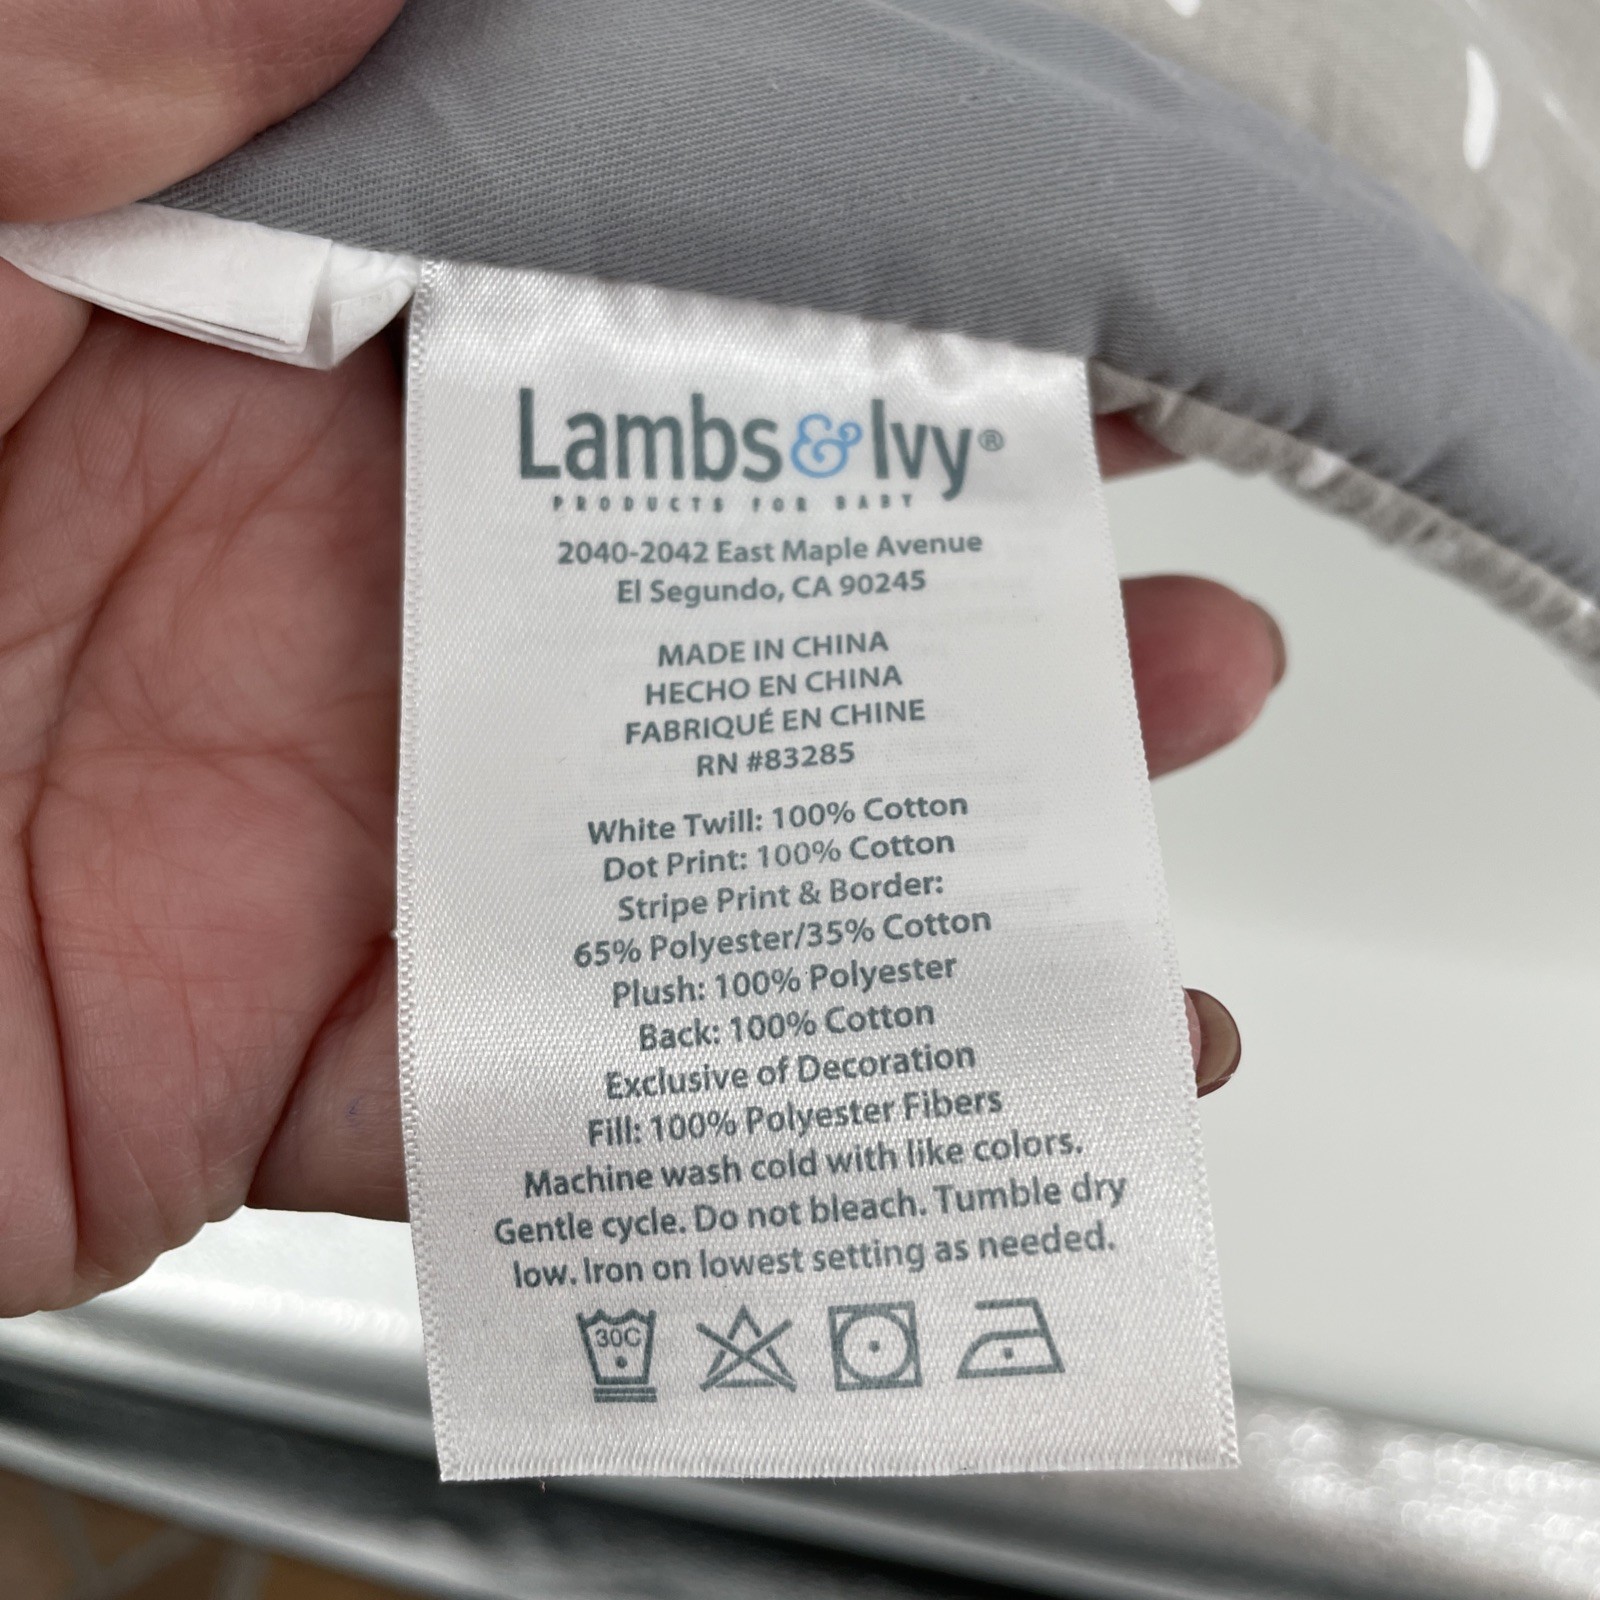 Lambs & Ivy®
PRODUCTS FOR BABY
2040-2042 East Maple Avenue
El Segundo, CA 90245
MADE IN CHINA
HECHO EN CHINA
FABRIQUÉ EN CHINE
RN #83285
White Twill: 100% Cotton
Dot Print: 100% Cotton
Stripe Print & Border:
65% Polyester/35% Cotton
Plush: 100% Polyester
Back: 100% Cotton
Exclusive of Decoration
Fill: 100% Polyester Fibers
Machine wash cold with like colors.
Gentle cycle. Do not bleach. Tumble dry
low. Iron on lowest setting as needed.
30C